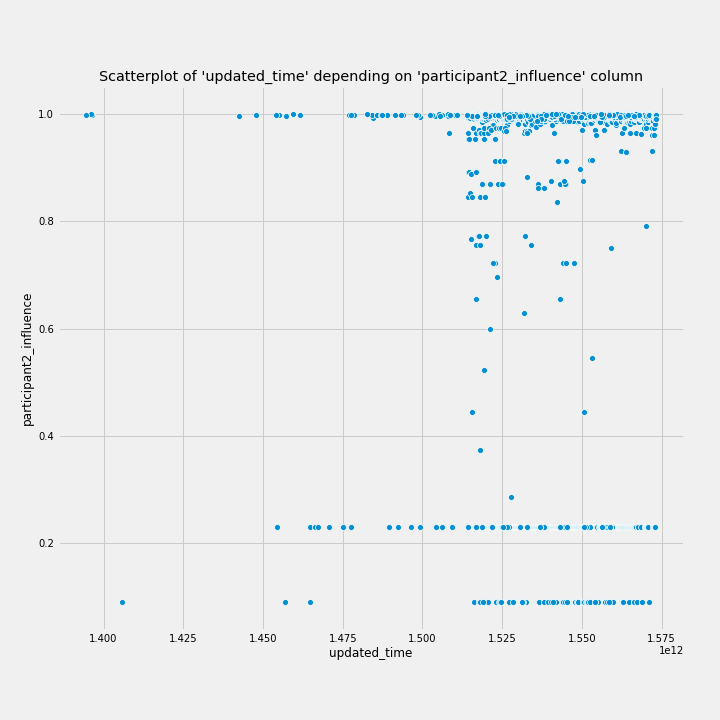 Scatterplot of 'updated_time' depending on 'participant2_influence' column
1.0
0.8
0.6
0.4
0.2
participant2_influence
1.400 1.425 1.450 1.475 1.500 1.525 1.550 1.575
1e12
updated_time